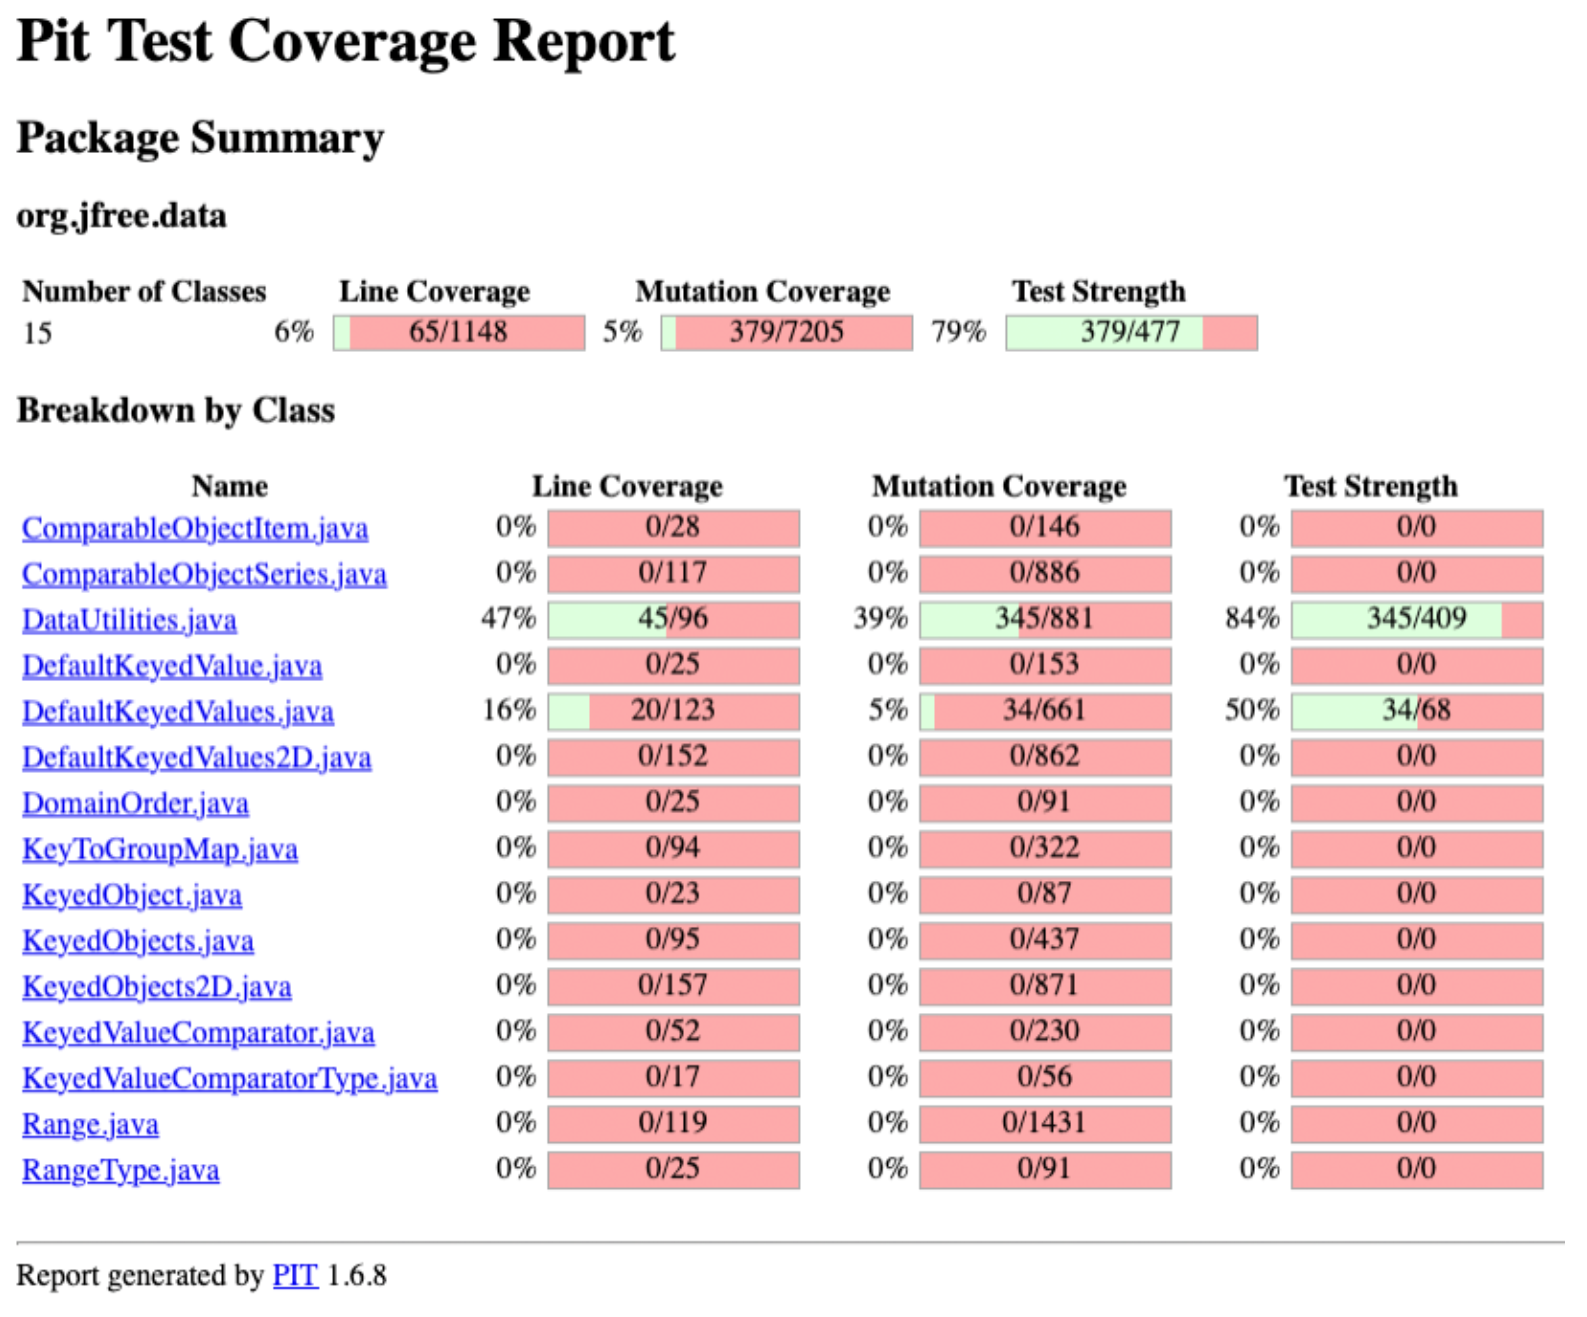 Pit Test Coverage Report
Package Summary
org.jfree.data
Number of Classes Line Coverage Mutation Coverage Test Strength
15 6% 65/1148 5% 379/7205 79% 379/477
Breakdown by Class
Name Line Coverage Mutation Coverage Test Strength
ComparableObjectItem.java 0% 0/28 0% 0/146 0% 0/0
ComparableObjectSeries.java 0% 0/117 0% 0/886 0% 0/0
DataUtilities.java 47% 45/96 39% 345/881 84% 345/409
DefaultKeyedValue.java 0% 0/25 0% 0/153 0% 0/0
DefaultKeyedValues.java 16% 20/123 5% 34/661 50% 34/68
DefaultKeyedValues2D.java 0% 0/152 0% 0/862 0% 0/0
DomainOrder.java 0% 0/25 0% 0/91 0% 0/0
KeyToGroupMap.java 0% 0/94 0% 0/322 0% 0/0
KeyedObject.java 0% 0/23 0% 0/87 0% 0/0
KeyedObjects.java 0% 0/95 0% 0/437 0% 0/0
KeyedObjects2D.java 0% 0/157 0% 0/871 0% 0/0
KeyedValueComparator.java 0% 0/52 0% 0/230 0% 0/0
KeyedValueComparatorType.java 0% 0/17 0% 0/56 0% 0/0
Range.java 0% 0/119 0% 0/1431 0% 0/0
RangeType.java 0% 0/25 0% 0/91 0% 0/0
Report generated by PIT 1.6.8